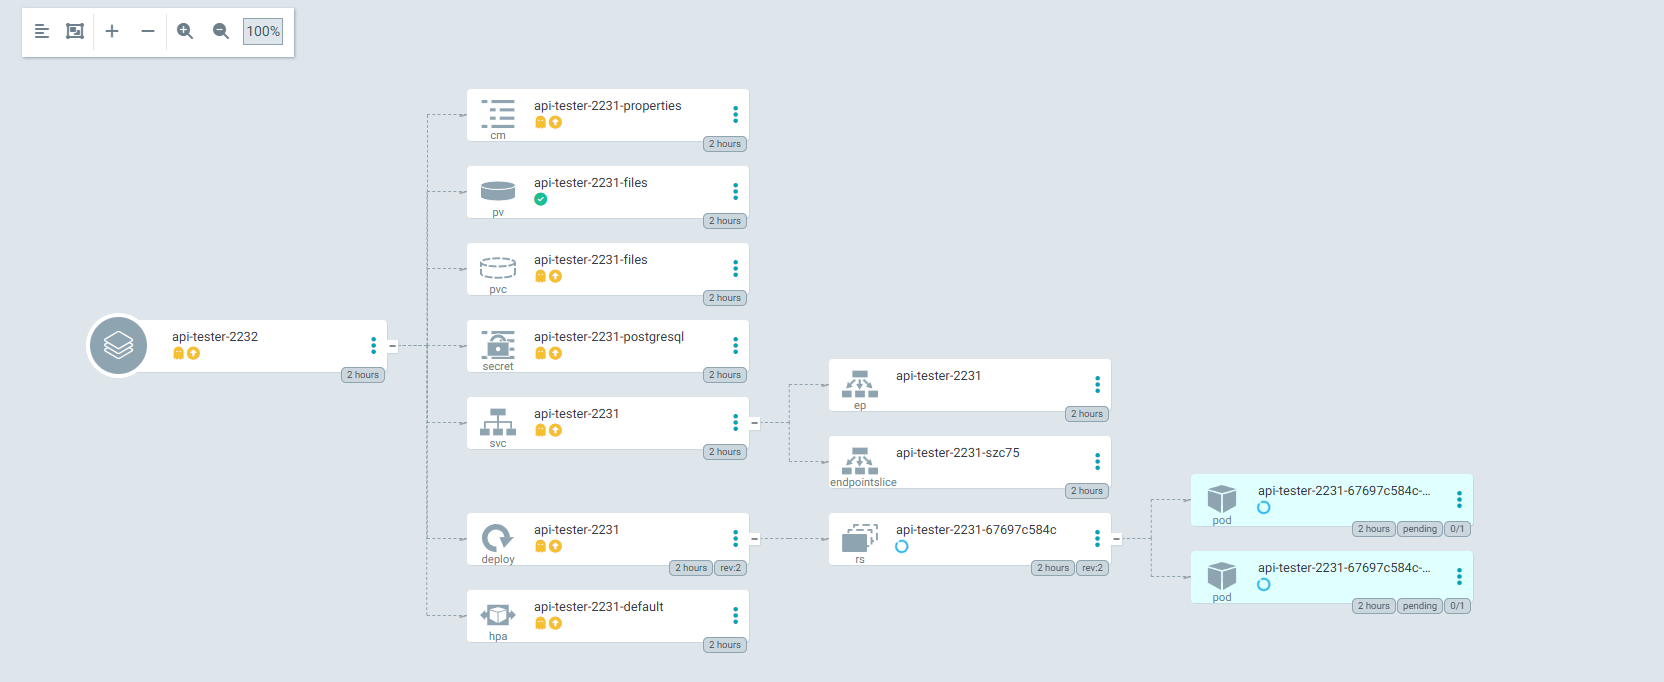 100%
api-tester-2231-properties
cm
2 hours
api-tester-2231-files
pv
2 hours
api-tester-2231-files
pvc
2 hours
api-tester-2232
2 hours
api-tester-2231-postgresql
secret
2 hours
api-tester-2231
svc
2 hours
api-tester-2231
ep
2 hours
api-tester-2231-szc75
endpointslice
2 hours
api-tester-2231
deploy
2 hours rev:2
api-tester-2231-67697c584c
rs
2 hours rev:2
api-tester-2231-67697c584c-...
pod
2 hours pending 0/1
api-tester-2231-67697c584c-...
pod
2 hours pending 0/1
api-tester-2231-default
hpa
2 hours